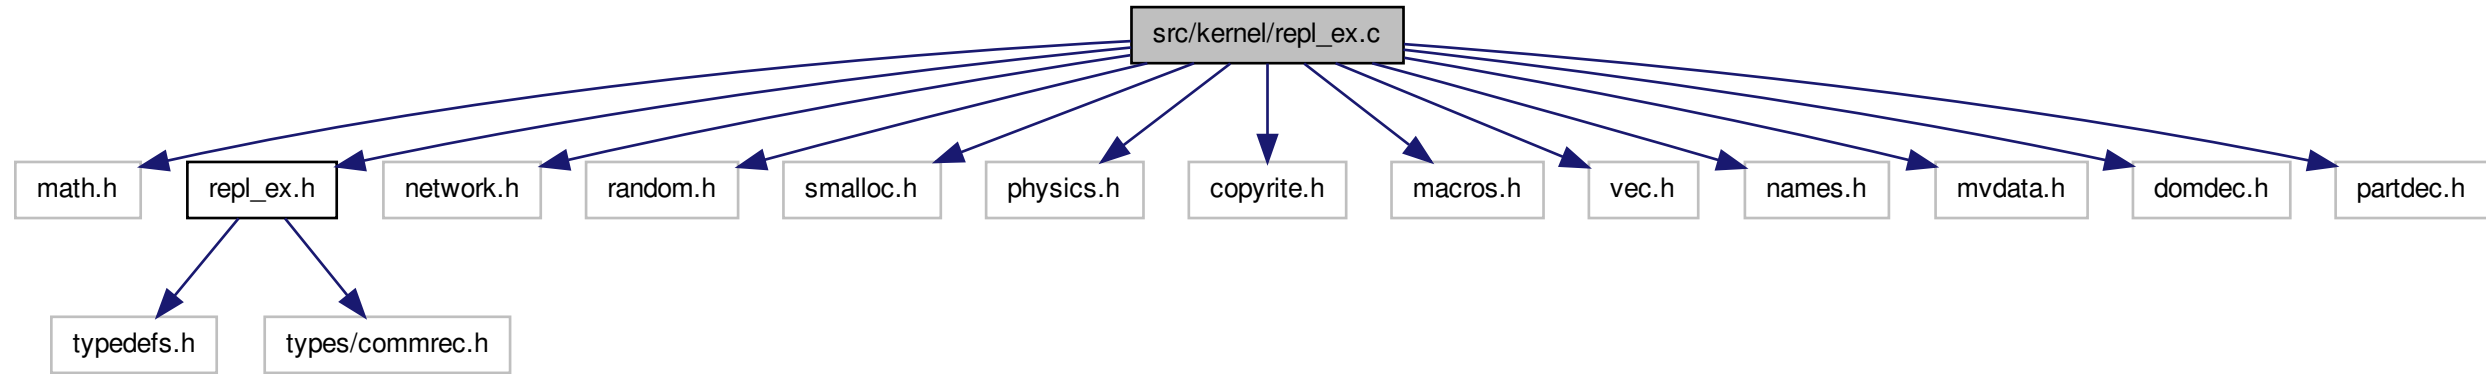 src/kernel/repl_ex.c
math.h
repl_ex.h
network.h
random.h
smalloc.h
physics.h
copyrite.h
macros.h
vec.h
names.h
mvdata.h
domdec.h
partdec.h
typedefs.h
types/commrec.h